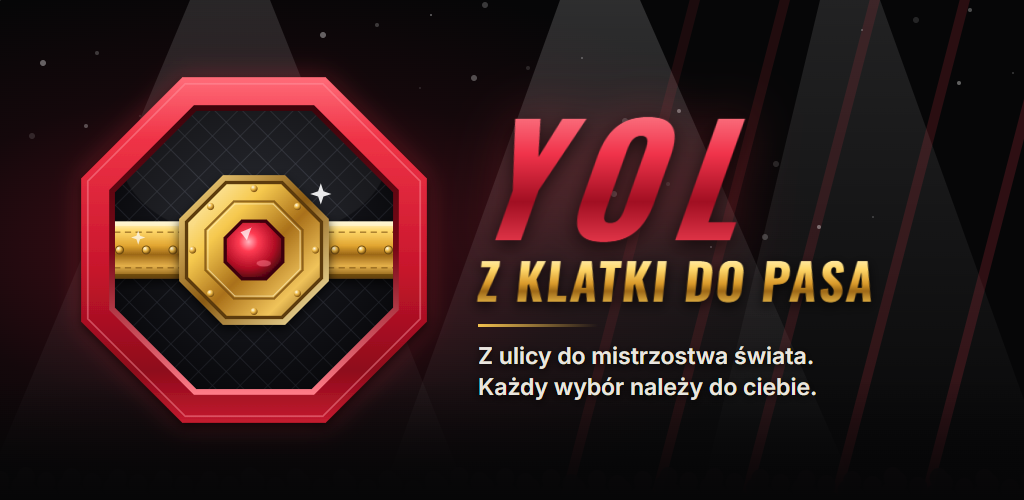 YOL
Z KLATKI DO PASA
Z ulicy do mistrzostwa świata.
Każdy wybór należy do ciebie.